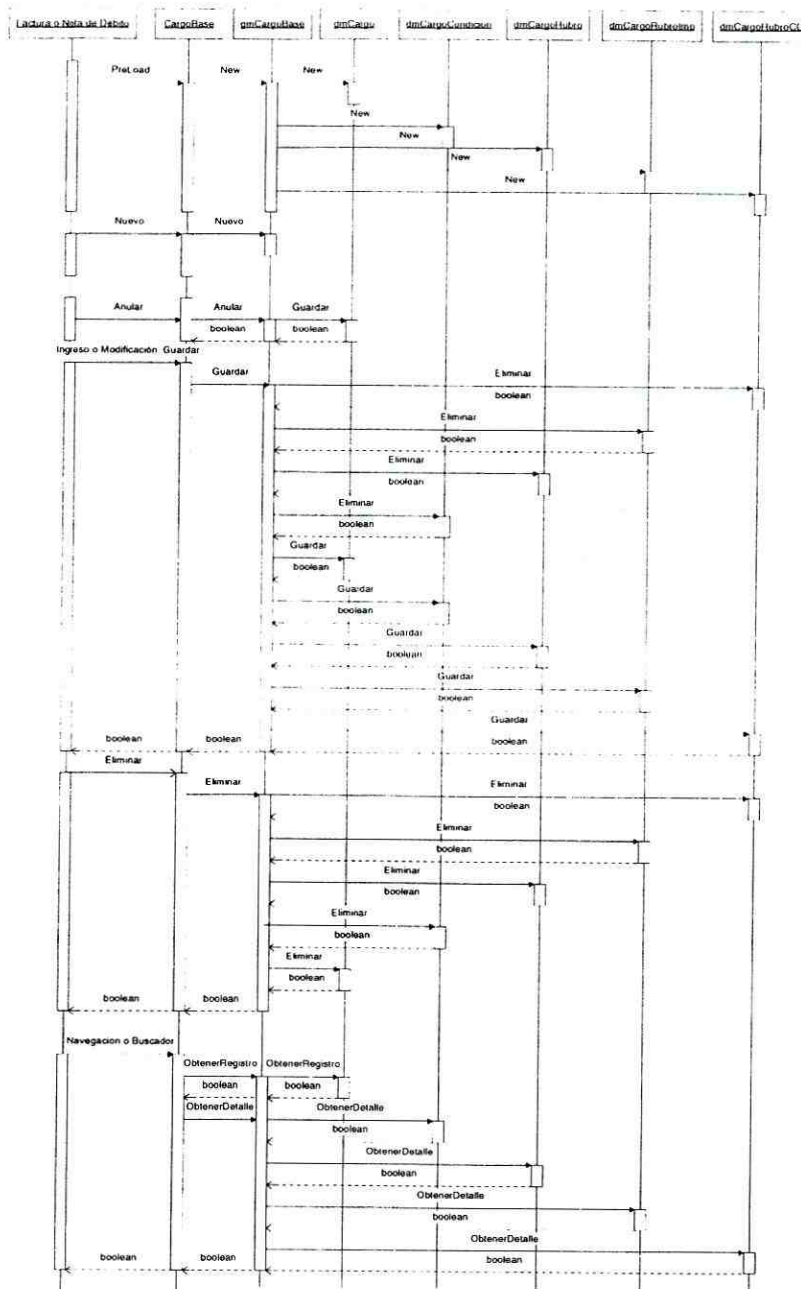 Factura o Nota de Debito CargoBase gmCargoBase dmCargo dmCargoCondicion dmCargoRubro dmCargoRubroImp dmCargoRubroCC
PreLoad New New
New
New
New
New
Nuevo Nuevo
Anular Anular Guardar
boolean boolean
Ingreso o Modificación Guardar
Guardar Eliminar
boolean
Eliminar
boolean
Eliminar
boolean
Eliminar
boolean
Guardar
boolean
Guardar
boolean
Guardar
boolean
Guardar
boolean
Guardar
boolean boolean boolean
Eliminar
Eliminar Eliminar
boolean
Eliminar
boolean
Eliminar
boolean
Eliminar
boolean
Eliminar
boolean
boolean boolean
Navegacion o Buscador
ObtenerRegistro ObtenerRegistro
boolean boolean
ObtenerDetalle ObtenerDetalle
boolean
ObtenerDetalle
boolean
ObtenerDetalle
boolean
ObtenerDetalle
boolean boolean boolean